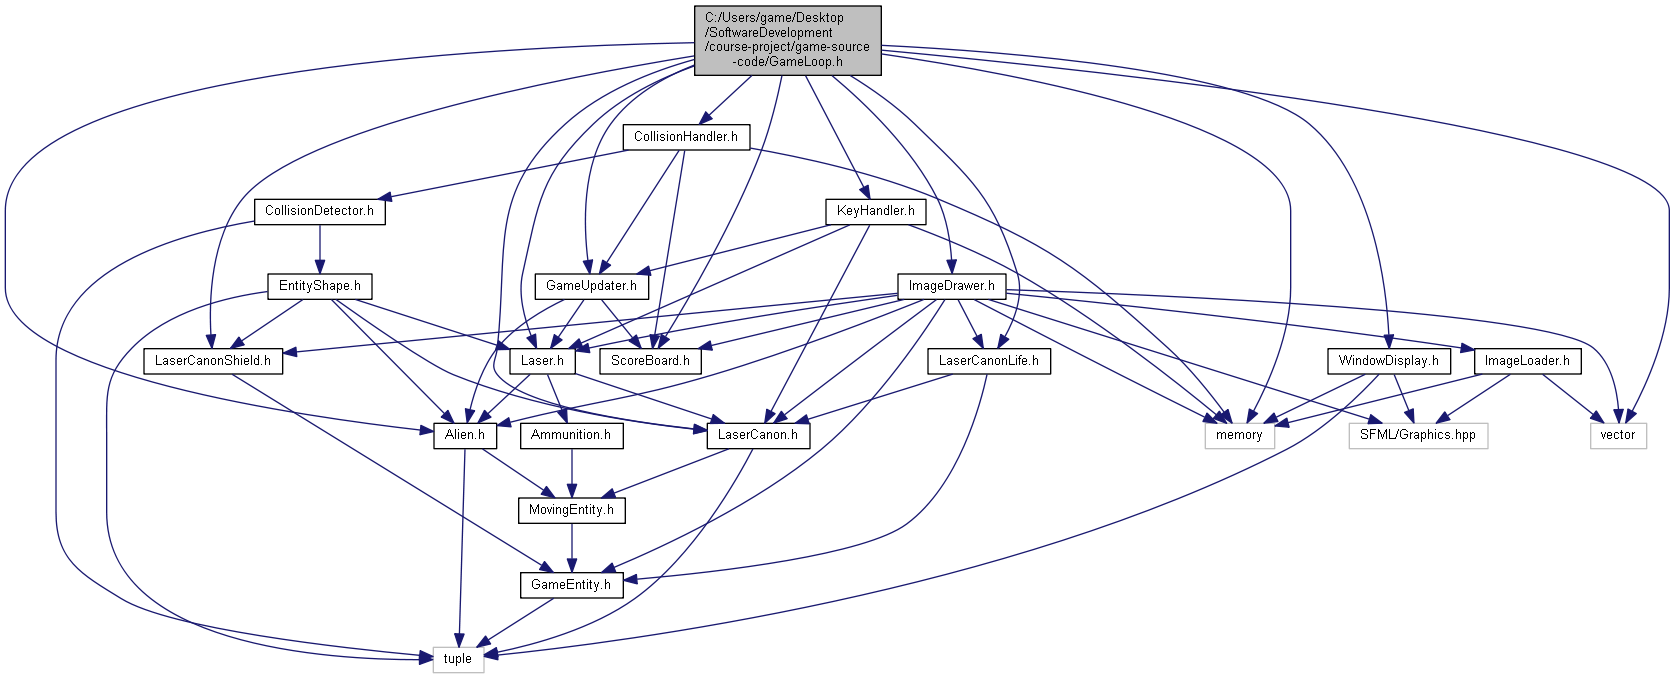 C:/Users/game/Desktop
/SoftwareDevelopment
/course-project/game-source
-code/GameLoop.h
CollisionHandler.h
CollisionDetector.h
KeyHandler.h
EntityShape.h
GameUpdater.h
ImageDrawer.h
LaserCanonShield.h
Laser.h
ScoreBoard.h
LaserCanonLife.h
WindowDisplay.h
ImageLoader.h
Alien.h
Ammunition.h
LaserCanon.h
memory
SFML/Graphics.hpp
vector
MovingEntity.h
GameEntity.h
tuple